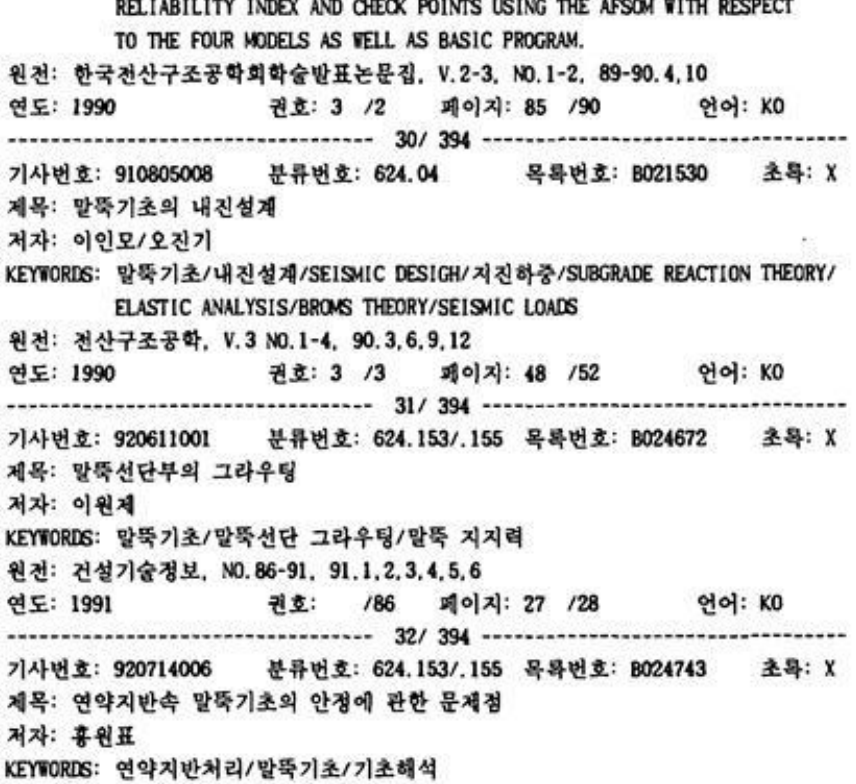 RELIABILITY INDEX AND CHECK POINTS USING THE AFSOM WITH RESPECT
TO THE FOUR MODELS AS WELL AS BASIC PROGRAM.
원전: 한국전산구조공학회학술발표논문집, V.2-3, NO.1-2, 89-90.4,10
연도: 1990 권호: 3 /2 페이지: 85 /90 언어: KO
--------------------------------- 30/ 394 ---------------------------------
기사번호: 910805008 분류번호: 624.04 목록번호: B021530 초록: X
제목: 말뚝기초의 내진설계
저자: 이인모/오진기
KEYWORDS: 말뚝기초/내진설계/SEISMIC DESIGH/지진하중/SUBGRADE REACTION THEORY/
ELASTIC ANALYSIS/BROMS THEORY/SEISMIC LOADS
원전: 전산구조공학, V.3 NO.1-4, 90.3,6,9,12
연도: 1990 권호: 3 /3 페이지: 48 /52 언어: KO
--------------------------------- 31/ 394 ---------------------------------
기사번호: 920611001 분류번호: 624.153/.155 목록번호: B024672 초록: X
제목: 말뚝선단부의 그라우팅
저자: 이원제
KEYWORDS: 말뚝기초/말뚝선단 그라우팅/말뚝 지지력
원전: 건설기술정보, NO.86-91, 91.1,2,3,4,5,6
연도: 1991 권호: /86 페이지: 27 /28 언어: KO
--------------------------------- 32/ 394 ---------------------------------
기사번호: 920714006 분류번호: 624.153/.155 목록번호: B024743 초록: X
제목: 연약지반속 말뚝기초의 안정에 관한 문제점
저자: 홍원표
KEYWORDS: 연약지반처리/말뚝기초/기초해석